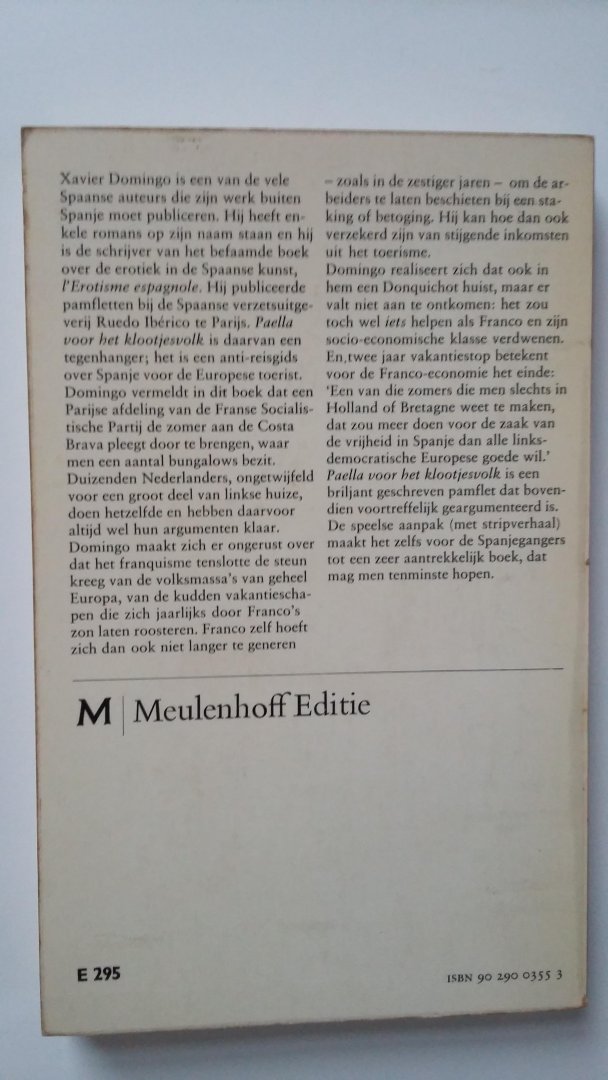 Xavier Domingo is een van de vele
Spaanse auteurs die zijn werk buiten
Spanje moet publiceren. Hij heeft en-
kele romans op zijn naam staan en hij
is de schrijver van het befaamde boek
over de erotiek in de Spaanse kunst,
l'Erotisme espagnole. Hij publiceerde
pamfletten bij de Spaanse verzetsuitge-
verij Ruedo Ibérico te Parijs. Paella
voor het klootjesvolk is daarvan een
tegenhanger; het is een anti-reisgids
over Spanje voor de Europese toerist.
Domingo vermeldt in dit boek dat een
Parijse afdeling van de Franse Socialis-
tische Partij de zomer aan de Costa
Brava pleegt door te brengen, waar
men een aantal bungalows bezit.
Duizenden Nederlanders, ongetwijfeld
voor een groot deel van linkse huize,
doen hetzelfde en hebben daarvoor
altijd wel hun argumenten klaar.
Domingo maakt zich er ongerust over
dat het franquisme tenslotte de steun
kreeg van de volksmassa's van geheel
Europa, van de kudden vakantiescha-
pen die zich jaarlijks door Franco's
zon laten roosteren. Franco zelf hoeft
zich dan ook niet langer te generen
– zoals in de zestiger jaren – om de ar-
beiders te laten beschieten bij een sta-
king of betoging. Hij kan hoe dan ook
verzekerd zijn van stijgende inkomsten
uit het toerisme.
Domingo realiseert zich dat ook in
hem een Donquichot huist, maar er
valt niet aan te ontkomen: het zou
toch wel iets helpen als Franco en zijn
socio-economische klasse verdwenen.
En, twee jaar vakantiestop betekent
voor de Franco-economie het einde:
'Een van die zomers die men slechts in
Holland of Bretagne weet te maken,
dat zou meer doen voor de zaak van
de vrijheid in Spanje dan alle links-
democratische Europese goede wil.'
Paella voor het klootjesvolk is een
briljant geschreven pamflet dat boven-
dien voortreffelijk geargumenteerd is.
De speelse aanpak (met stripverhaal)
maakt het zelfs voor de Spanjegangers
tot een zeer aantrekkelijk boek, dat
mag men tenminste hopen.
M | Meulenhoff Editie
E 295
ISBN 90 290 0355 3